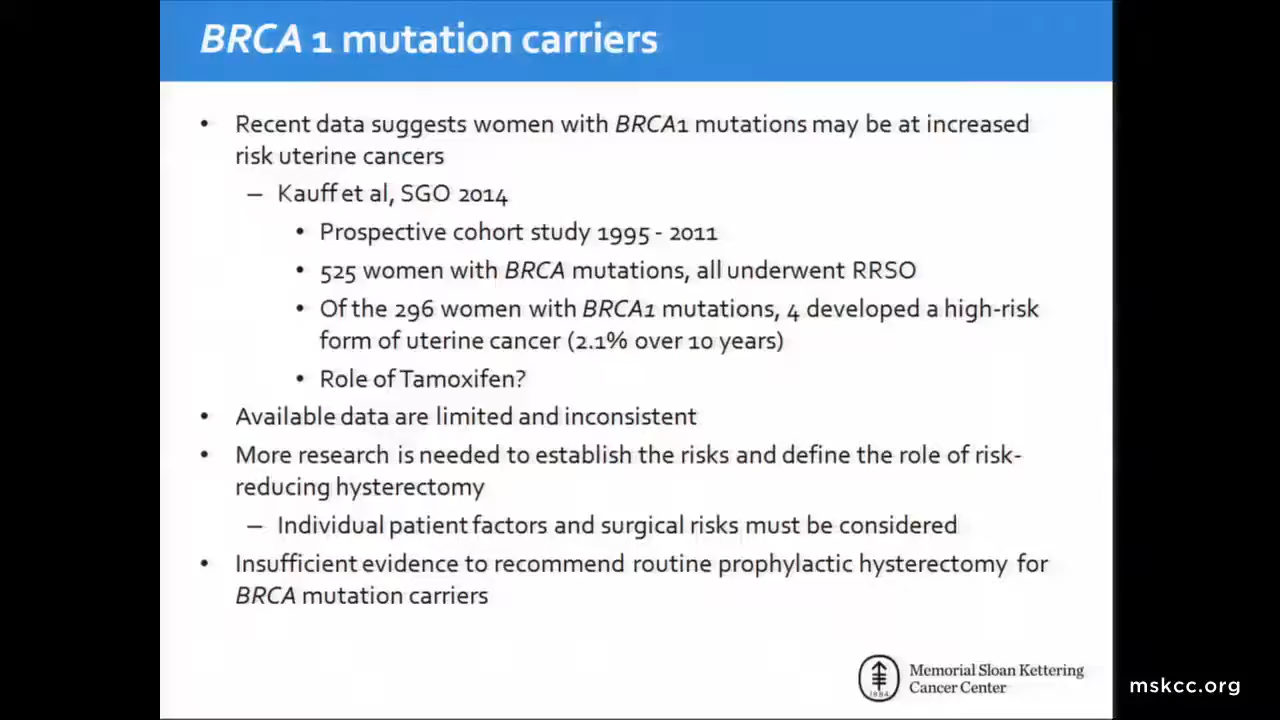 BRCA 1 mutation carriers
• Recent data suggests women with BRCA1 mutations may be at increased
risk uterine cancers
– Kauff et al, SGO 2014
• Prospective cohort study 1995 - 2011
• 525 women with BRCA mutations, all underwent RRSO
• Of the 296 women with BRCA1 mutations, 4 developed a high-risk
form of uterine cancer (2.1% over 10 years)
• Role of Tamoxifen?
• Available data are limited and inconsistent
• More research is needed to establish the risks and define the role of risk-
reducing hysterectomy
– Individual patient factors and surgical risks must be considered
• Insufficient evidence to recommend routine prophylactic hysterectomy for
BRCA mutation carriers
1884
Memorial Sloan Kettering
Cancer Center
mskcc.org